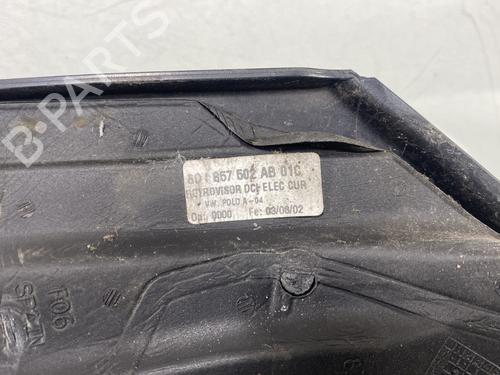 B-PARTS
6Q1 857 502 AB 01C
RETROVISOR DCH ELEC CUR
VW. POLO A-04
Op: 0000 Fe: 03/06/02
F06
SPAIN